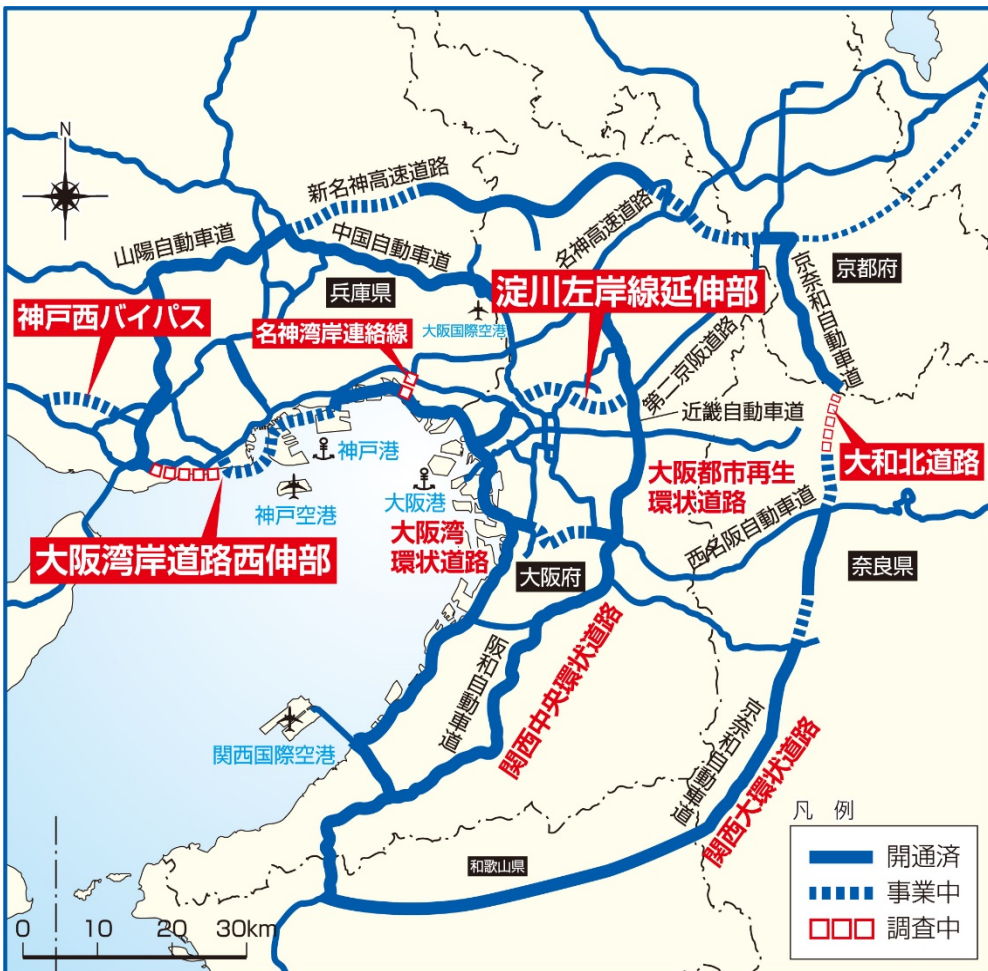 N
新名神高速道路
山陽自動車道
中国自動車道
名神高速道路
兵庫県
京都府
神戸西バイパス
名神湾岸連絡線
大阪国際空港
淀川左岸線延伸部
京奈和自動車道
第二京阪道路
近畿自動車道
大和北道路
神戸港
大阪港
神戸空港
大阪湾岸道路西伸部
大阪湾
環状道路
大阪都市再生
環状道路
西名阪自動車道
大阪府
奈良県
阪和自動車道
関西中央環状道路
関西国際空港
京奈和自動車道
関西大環状道路
和歌山県
凡 例
開通済
事業中
調査中
0 10 20 30km